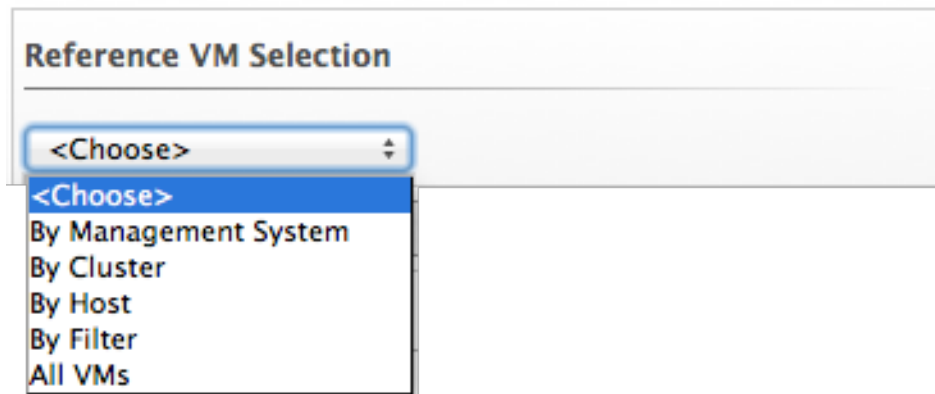 Reference VM Selection
<Choose>
<Choose>
By Management System
By Cluster
By Host
By Filter
All VMs